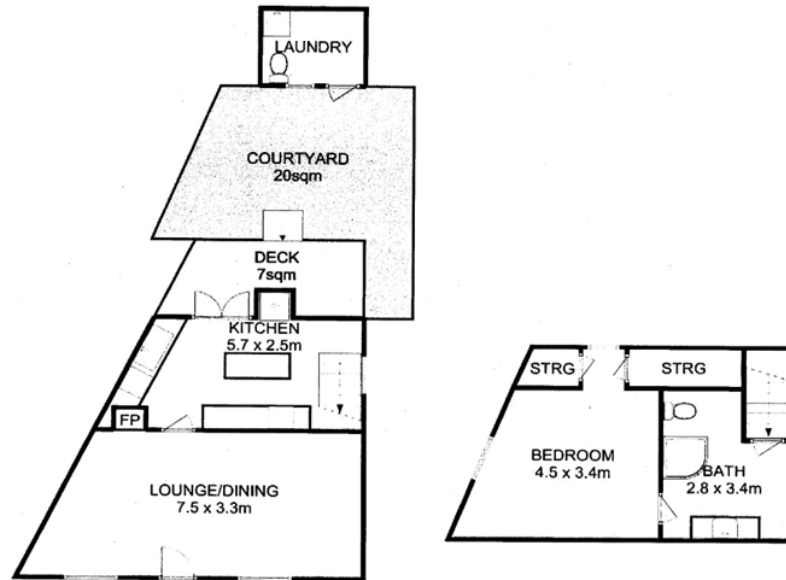 LAUNDRY
COURTYARD
20sqm
DECK
7sqm
KITCHEN
5.7 x 2.5m
FP
LOUNGE/DINING
7.5 x 3.3m
STRG
STRG
BEDROOM
4.5 x 3.4m
BATH
2.8 x 3.4m